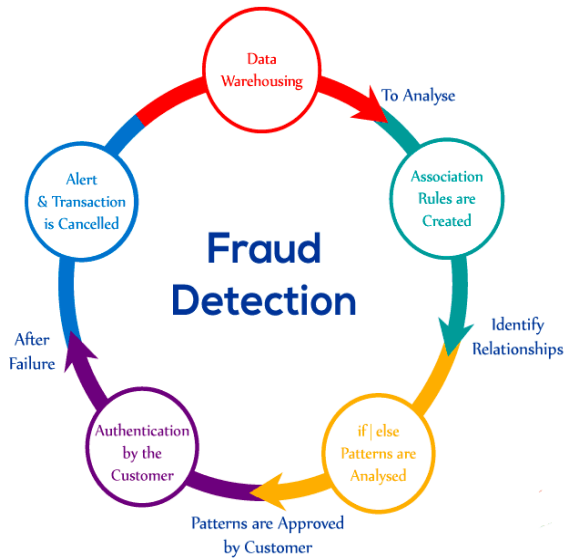 Data
Warehousing
To Analyse
Association
Rules are
Created
Identify
Relationships
if | else
Patterns are
Analysed
Patterns are Approved
by Customer
Authentication
by the
Customer
After
Failure
Alert
& Transaction
is Cancelled
Fraud
Detection